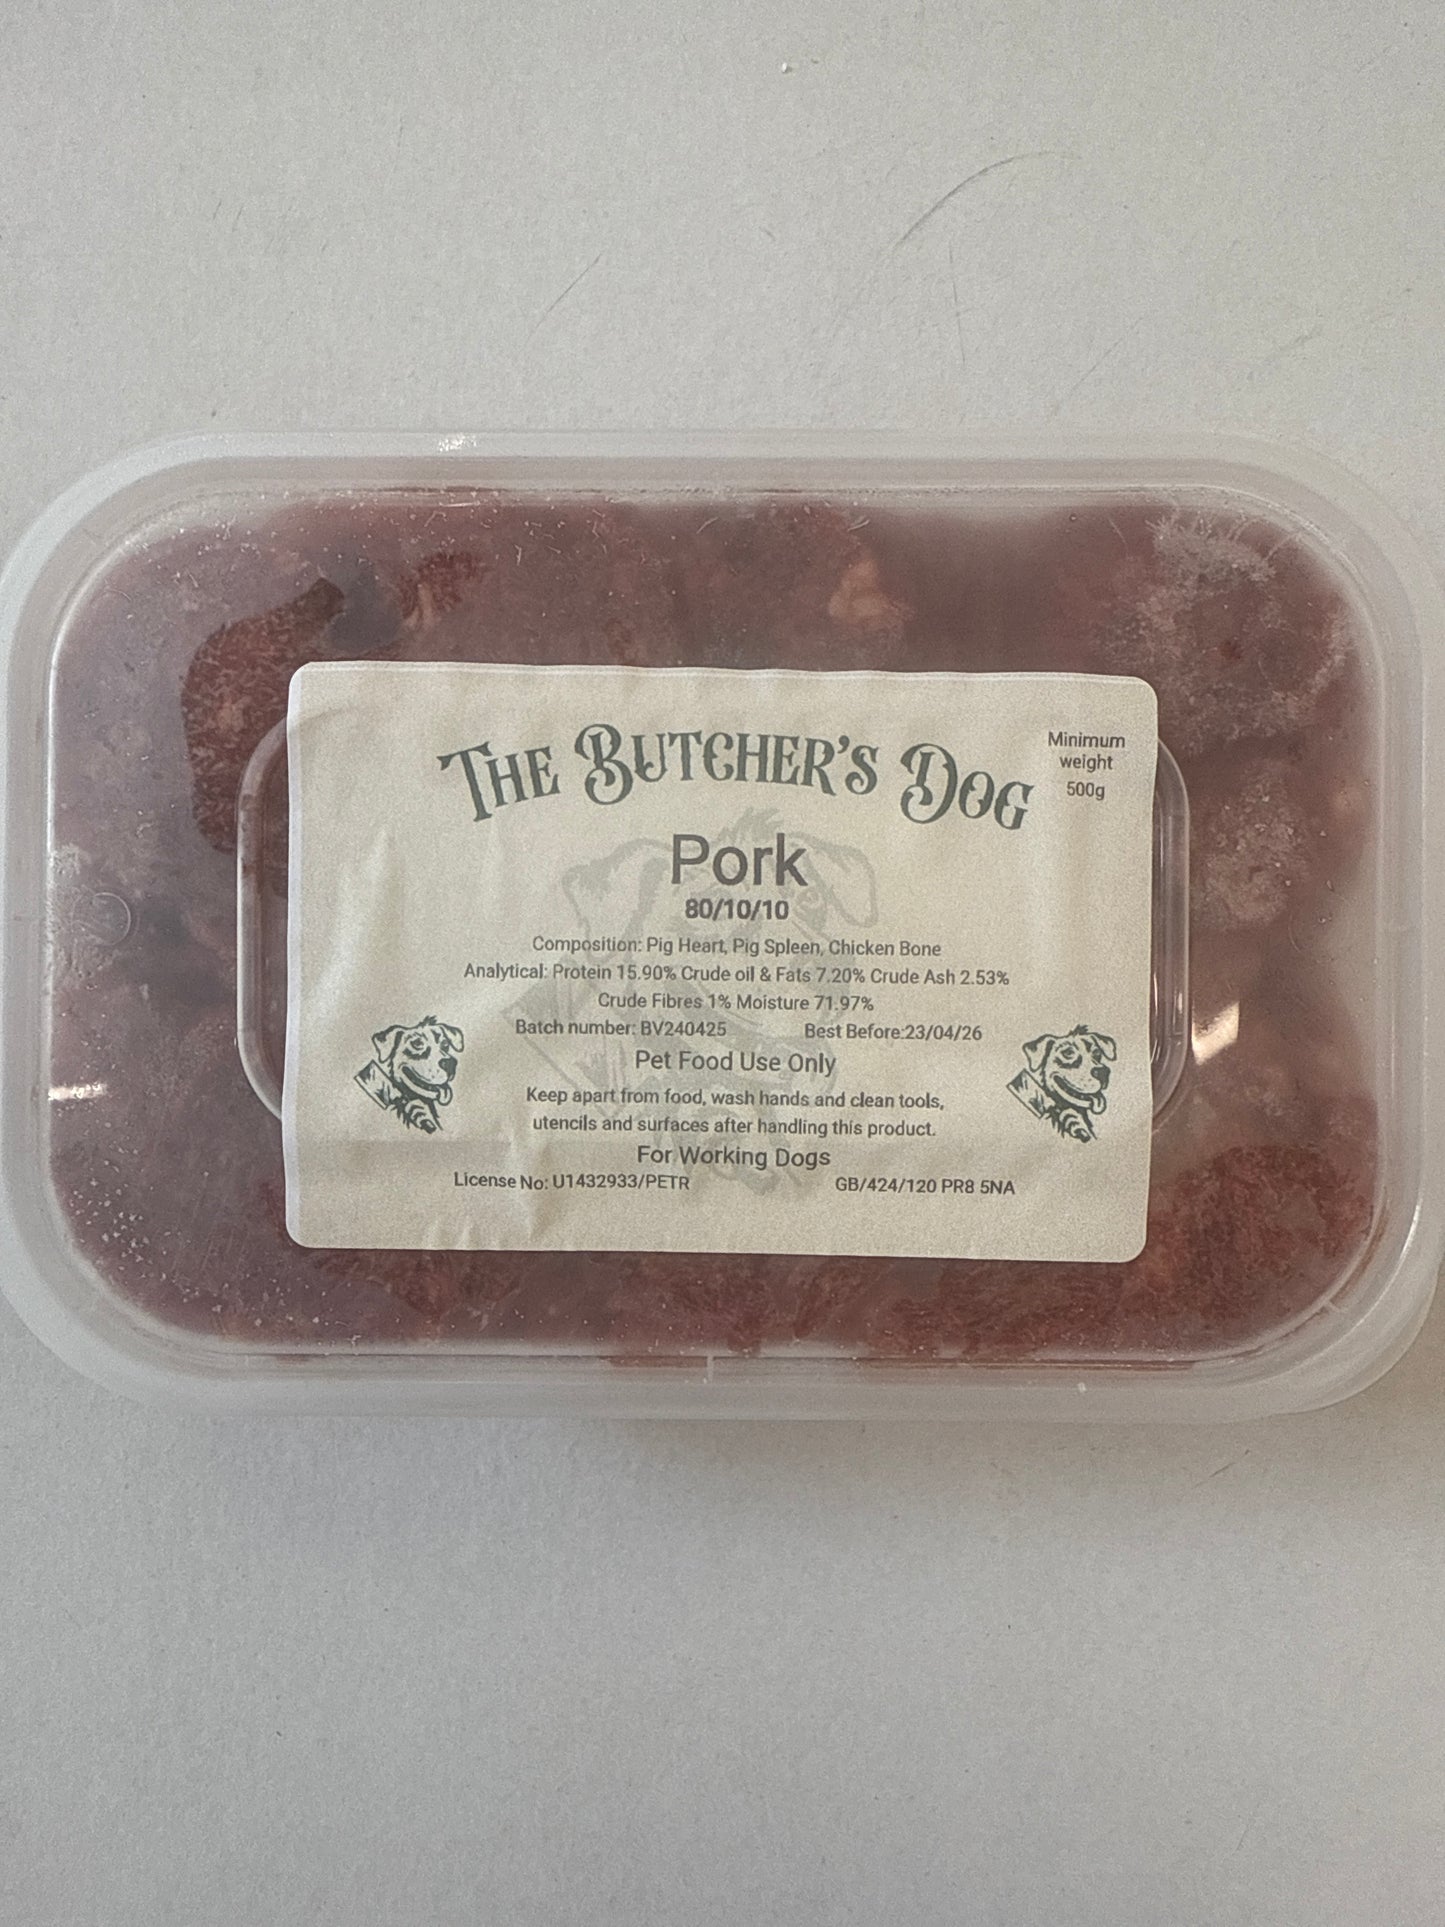 THE BUTCHER'S DOG
Minimum
weight
500g
Pork
80/10/10
Composition: Pig Heart, Pig Spleen, Chicken Bone
Analytical: Protein 15.90% Crude oil & Fats 7.20% Crude Ash 2.53%
Crude Fibres 1% Moisture 71.97%
Batch number: BV240425 Best Before:23/04/26
Pet Food Use Only
Keep apart from food, wash hands and clean tools,
utencils and surfaces after handling this product.
For Working Dogs
License No: U1432933/PETR GB/424/120 PR8 5NA